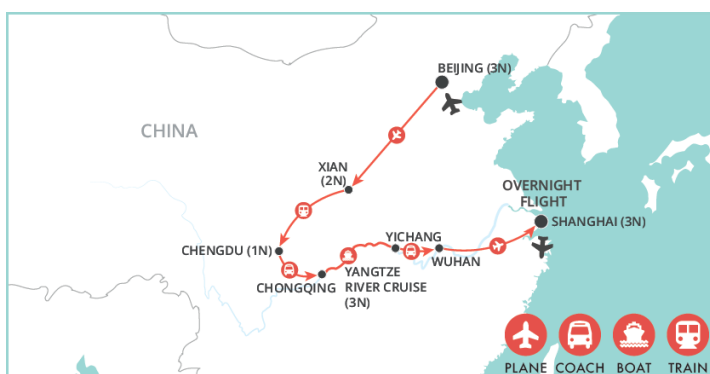 BEIJING (3N)
CHINA
XIAN
(2N)
OVERNIGHT
FLIGHT
SHANGHAI (3N)
YICHANG
CHENGDU (1N)
WUHAN
CHONGQING
YANGTZE
RIVER CRUISE
(3N)
PLANE
COACH
BOAT
TRAIN